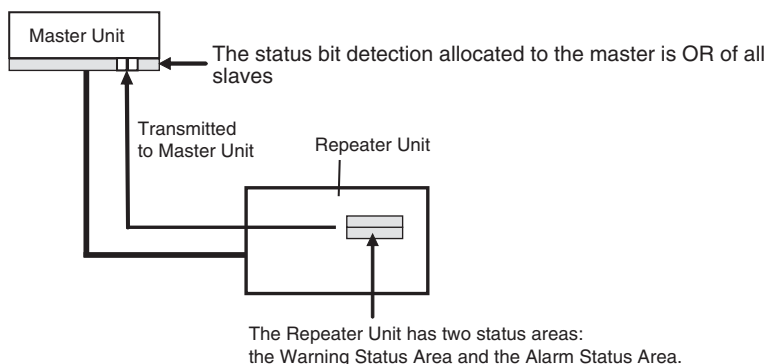 Master Unit
The status bit detection allocated to the master is OR of all
slaves
Transmitted
to Master Unit
Repeater Unit
The Repeater Unit has two status areas:
the Warning Status Area and the Alarm Status Area.